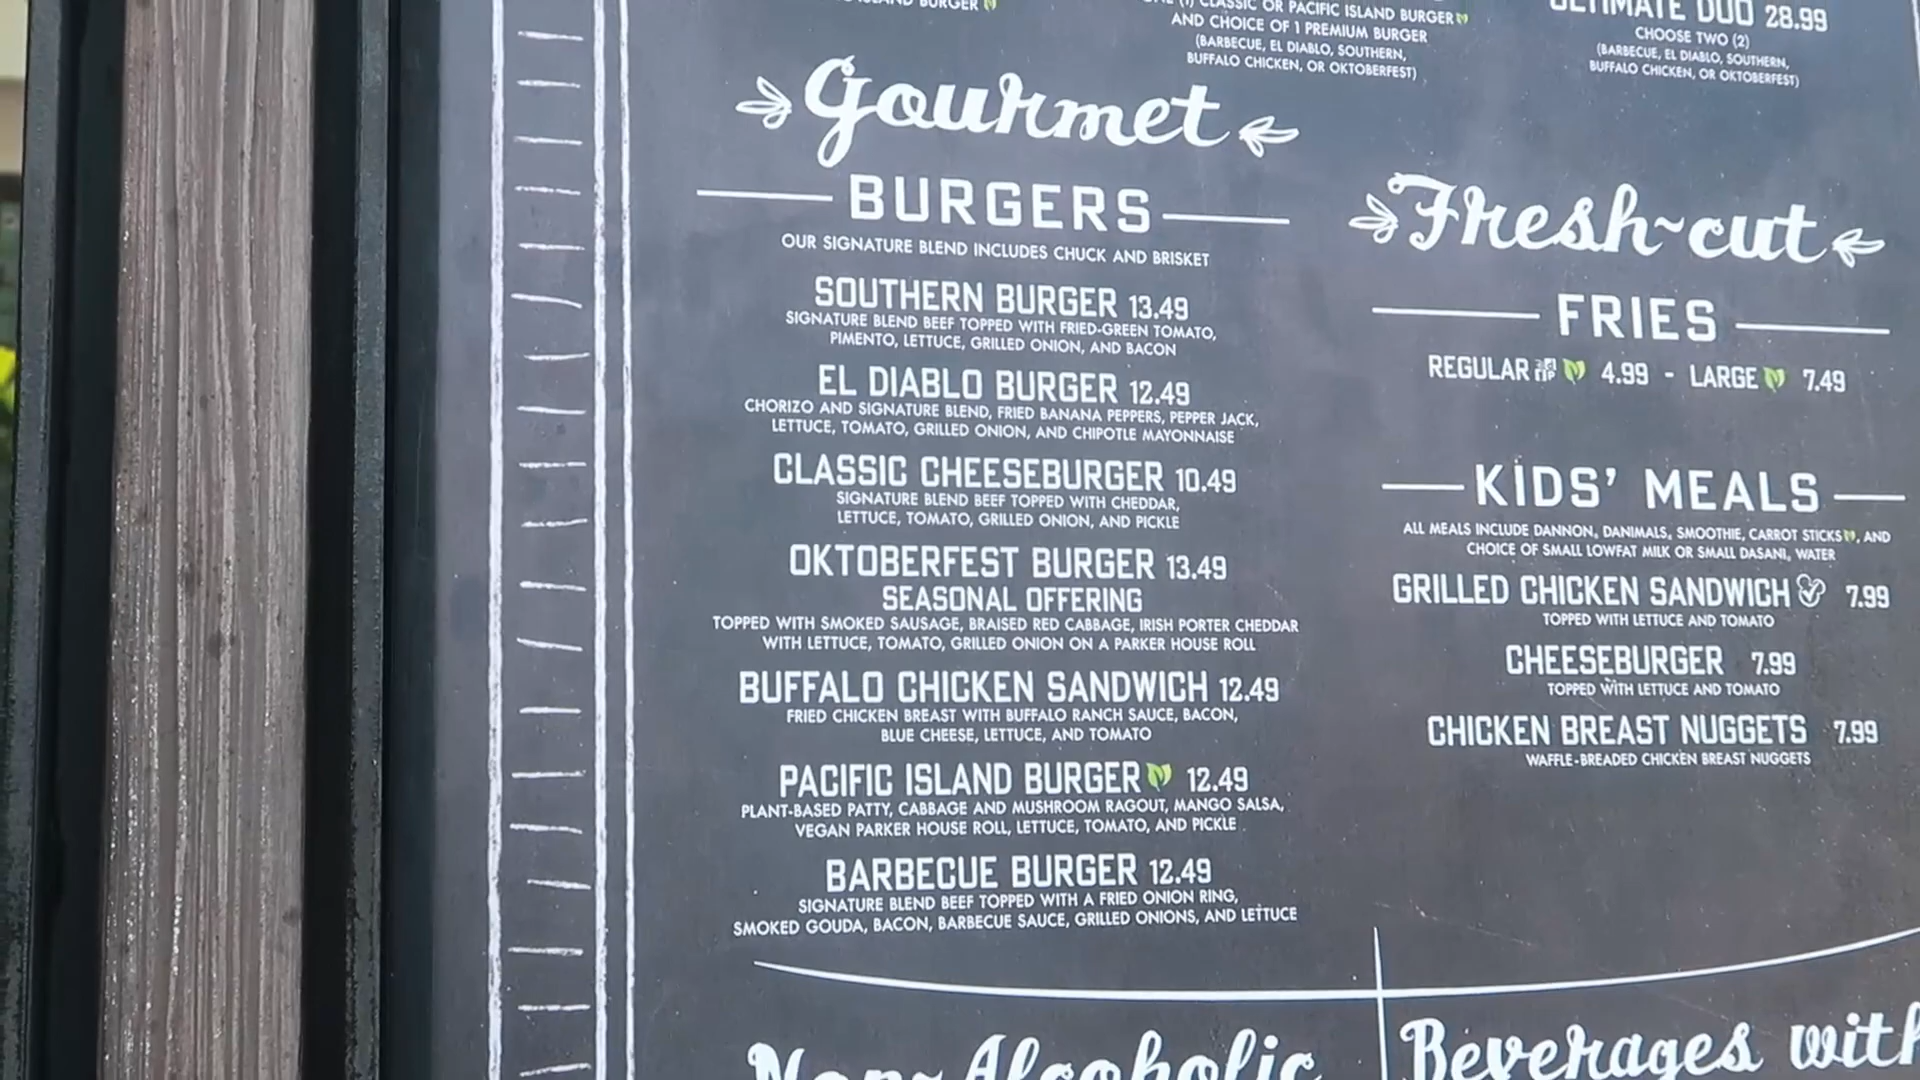 ISLAND BURGER
CLASSIC OR PACIFIC ISLAND BURGER
AND CHOICE OF 1 PREMIUM BURGER
(BARBECUE, EL DIABLO, SOUTHERN,
BUFFALO CHICKEN, OR OKTOBERFEST)
ULTIMATE DUO 28.99
CHOOSE TWO (2)
(BARBECUE, EL DIABLO, SOUTHERN,
BUFFALO CHICKEN, OR OKTOBERFEST)
Gourmet
BURGERS
OUR SIGNATURE BLEND INCLUDES CHUCK AND BRISKET
SOUTHERN BURGER 13.49
SIGNATURE BLEND BEEF TOPPED WITH FRIED-GREEN TOMATO,
PIMENTO, LETTUCE, GRILLED ONION, AND BACON
EL DIABLO BURGER 12.49
CHORIZO AND SIGNATURE BLEND, FRIED BANANA PEPPERS, PEPPER JACK,
LETTUCE, TOMATO, GRILLED ONION, AND CHIPOTLE MAYONNAISE
CLASSIC CHEESEBURGER 10.49
SIGNATURE BLEND BEEF TOPPED WITH CHEDDAR,
LETTUCE, TOMATO, GRILLED ONION, AND PICKLE
OKTOBERFEST BURGER 13.49
SEASONAL OFFERING
TOPPED WITH SMOKED SAUSAGE, BRAISED RED CABBAGE, IRISH PORTER CHEDDAR
WITH LETTUCE, TOMATO, GRILLED ONION ON A PARKER HOUSE ROLL
BUFFALO CHICKEN SANDWICH 12.49
FRIED CHICKEN BREAST WITH BUFFALO RANCH SAUCE, BACON,
BLUE CHEESE, LETTUCE, AND TOMATO
PACIFIC ISLAND BURGER 12.49
PLANT-BASED PATTY, CABBAGE AND MUSHROOM RAGOUT, MANGO SALSA,
VEGAN PARKER HOUSE ROLL, LETTUCE, TOMATO, AND PICKLE
BARBECUE BURGER 12.49
SIGNATURE BLEND BEEF TOPPED WITH A FRIED ONION RING,
SMOKED GOUDA, BACON, BARBECUE SAUCE, GRILLED ONIONS, AND LETTUCE
Fresh-cut
FRIES
REGULAR 4.99 - LARGE 7.49
KIDS' MEALS
ALL MEALS INCLUDE DANNON, DANIMALS, SMOOTHIE, CARROT STICKS, AND
CHOICE OF SMALL LOWFAT MILK OR SMALL DASANI, WATER
GRILLED CHICKEN SANDWICH 7.99
TOPPED WITH LETTUCE AND TOMATO
CHEESEBURGER 7.99
TOPPED WITH LETTUCE AND TOMATO
CHICKEN BREAST NUGGETS 7.99
WAFFLE-BREADED CHICKEN BREAST NUGGETS
Non-Alcoholic
Beverages with